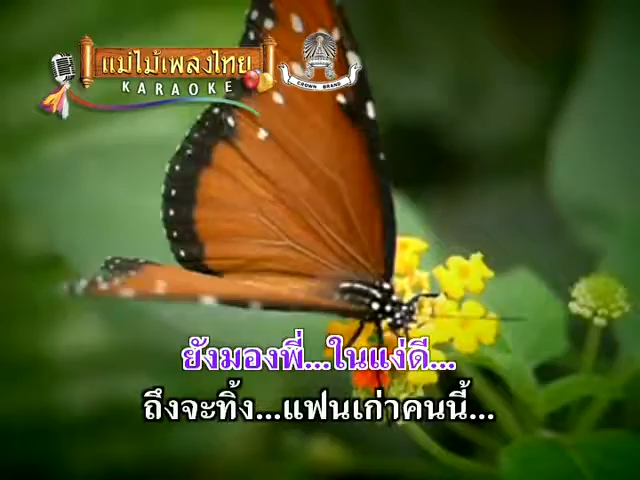 แม่ไม้เพลงไทย
KARAOKE
CROWN BRAND
ยังมองพี่...ในแง่ดี...
ถึงจะทิ้ง...แฟนเก่าคนนี้...